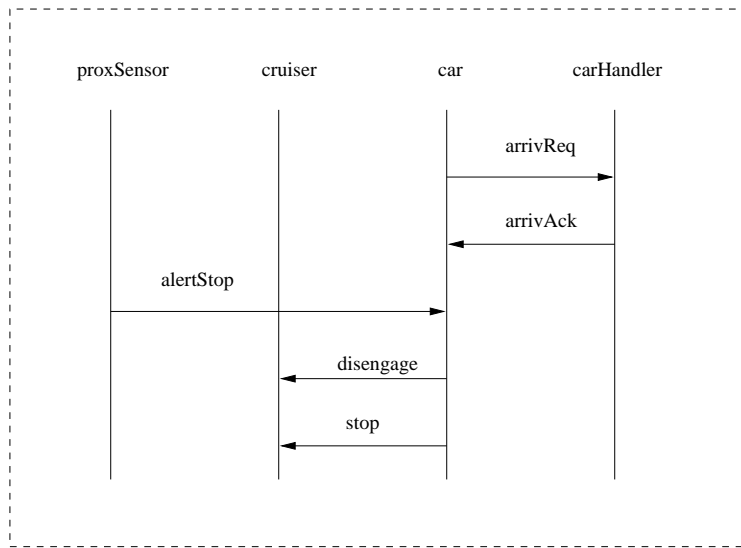 proxSensor cruiser car carHandler
arrivReq
arrivAck
alertStop
disengage
stop